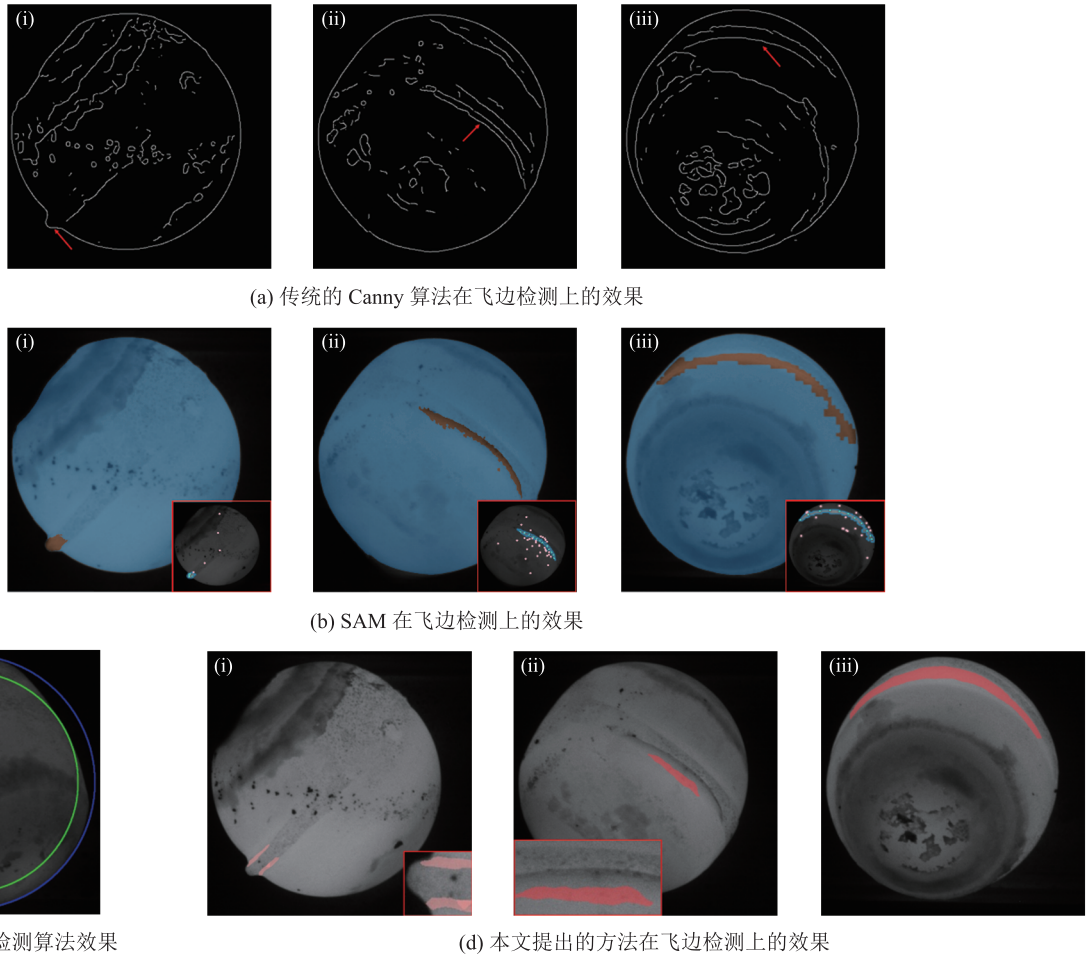 (i) (ii) (iii)
(a) 传统的 Canny 算法在飞边检测上的效果
(i) (ii) (iii)
(b) SAM 在飞边检测上的效果
(i) (ii) (iii)
检测算法效果
(d) 本文提出的方法在飞边检测上的效果